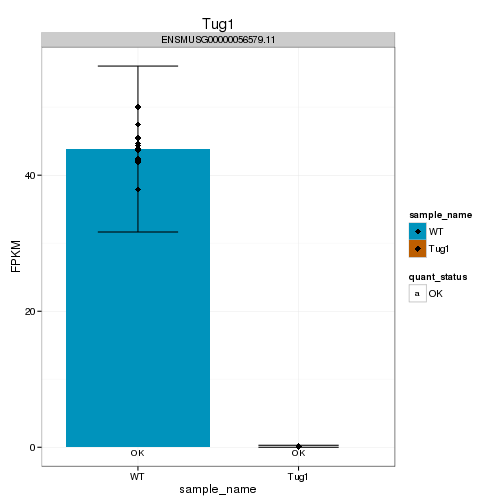 Tug1
ENSMUSG00000056579.11
FPKM
40
20
0
OK
OK
WT
Tug1
sample_name
sample_name
WT
Tug1
quant_status
a
OK